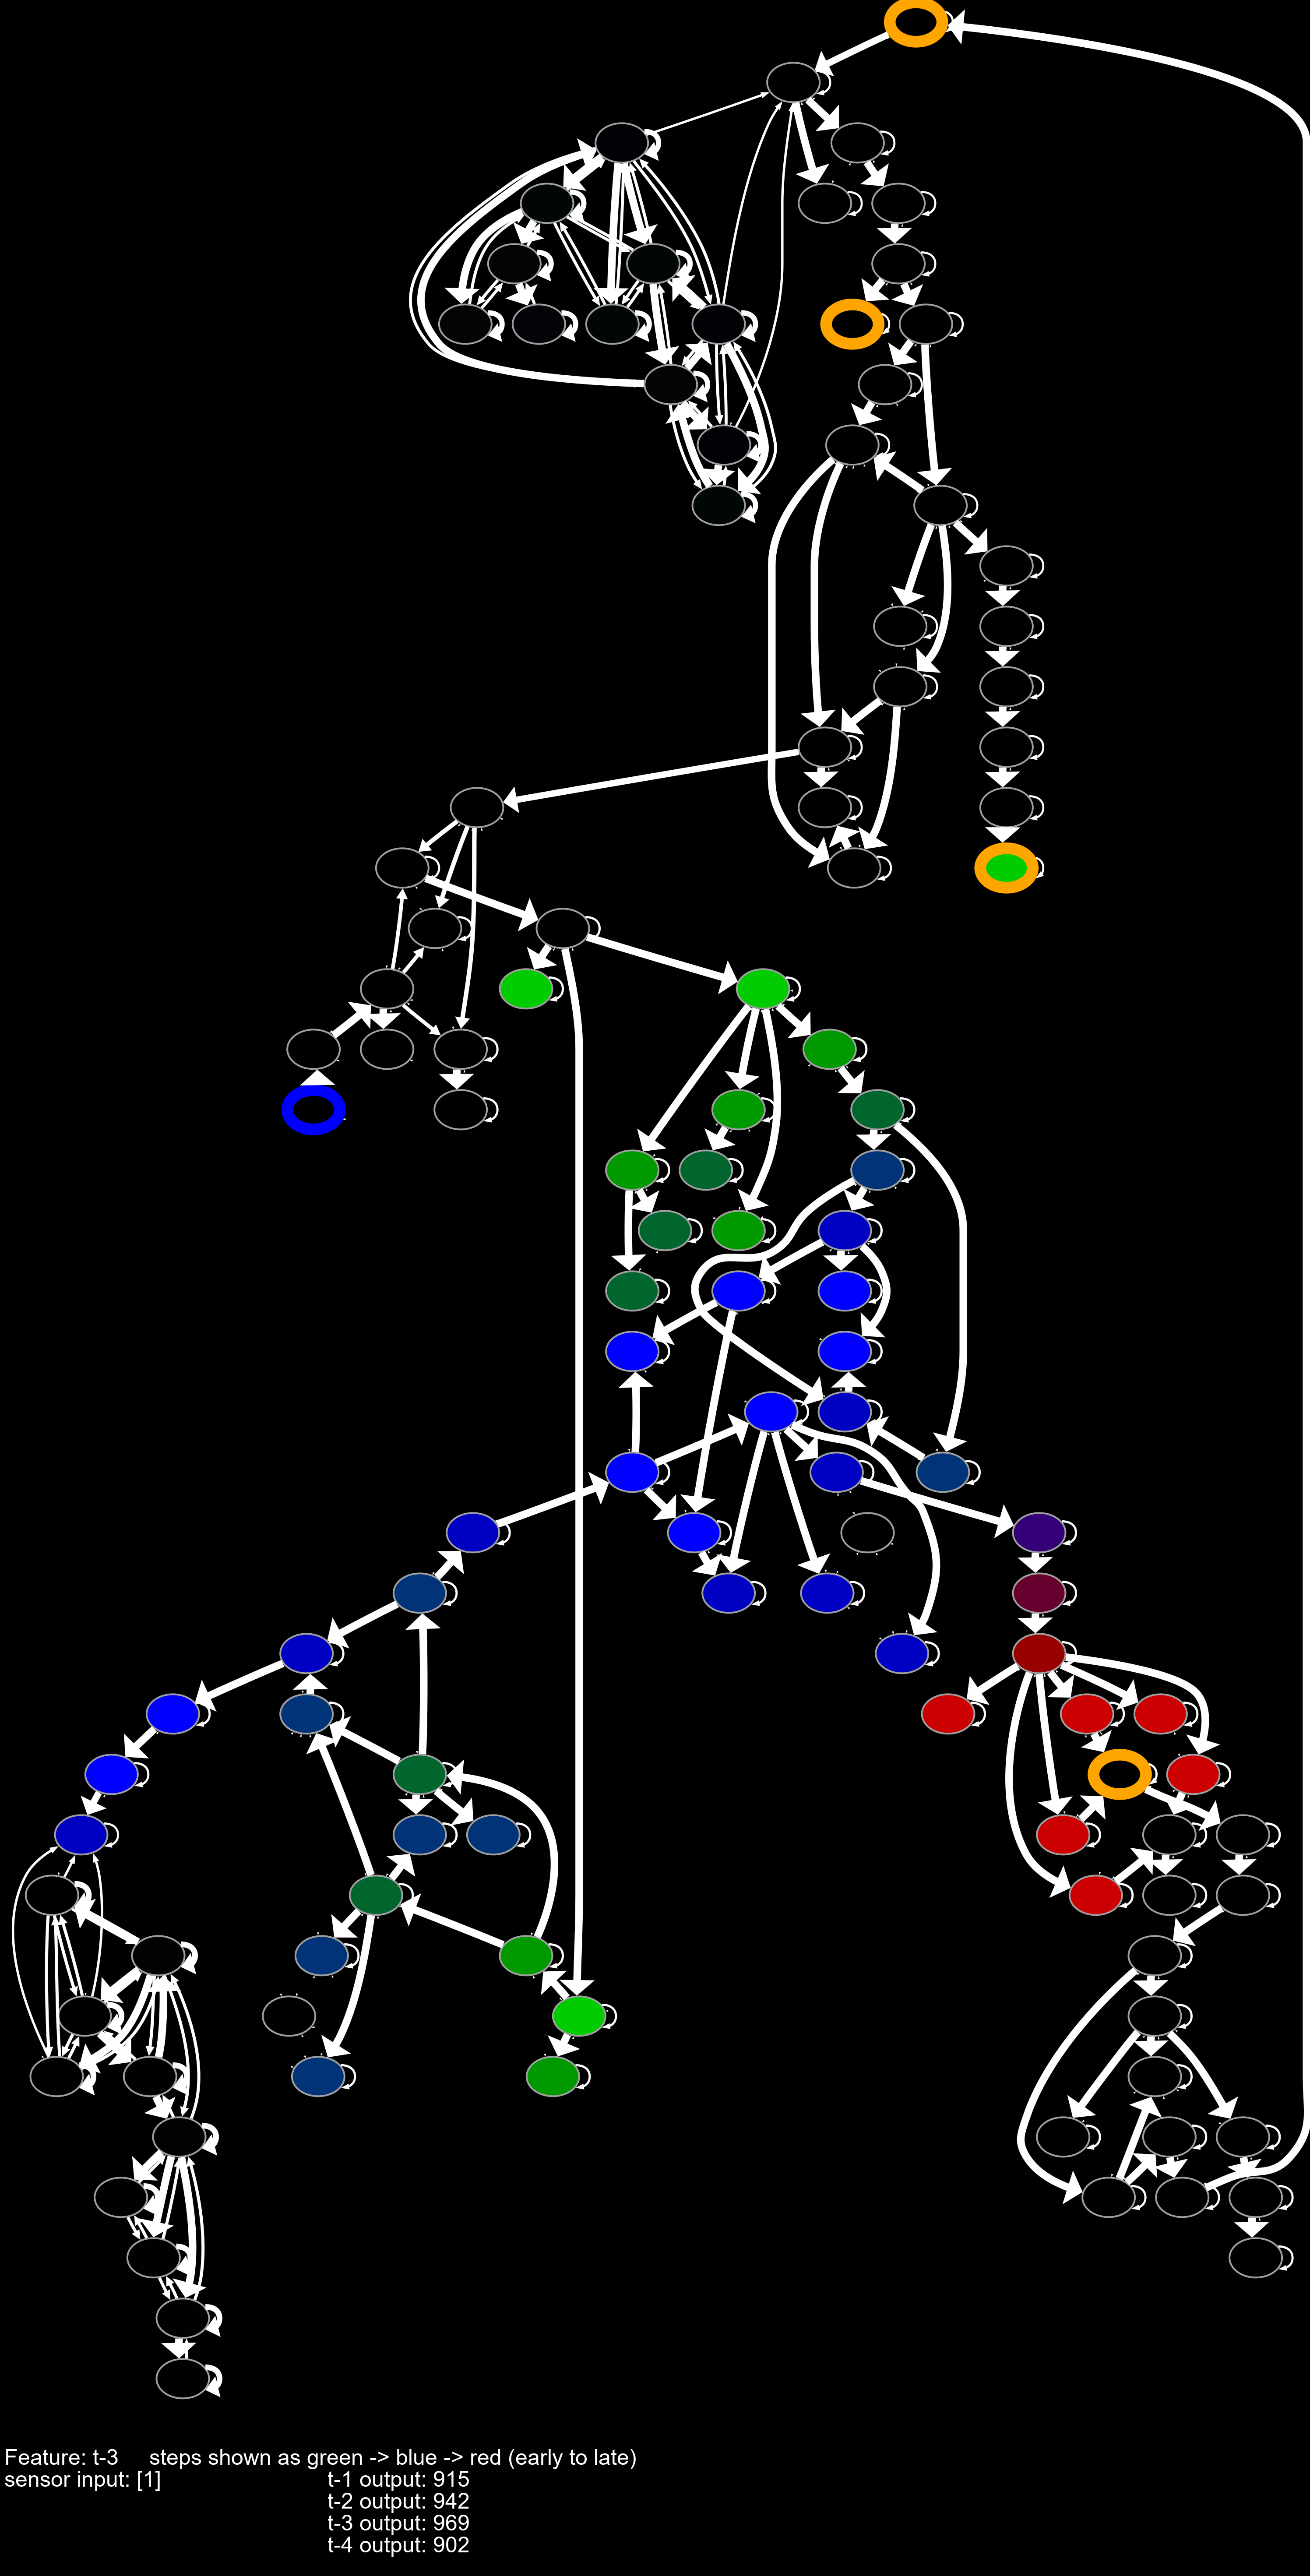 Feature: t-3 steps shown as green -> blue -> red (early to late)
sensor input: [1] t-1 output: 915
t-2 output: 942
t-3 output: 969
t-4 output: 902